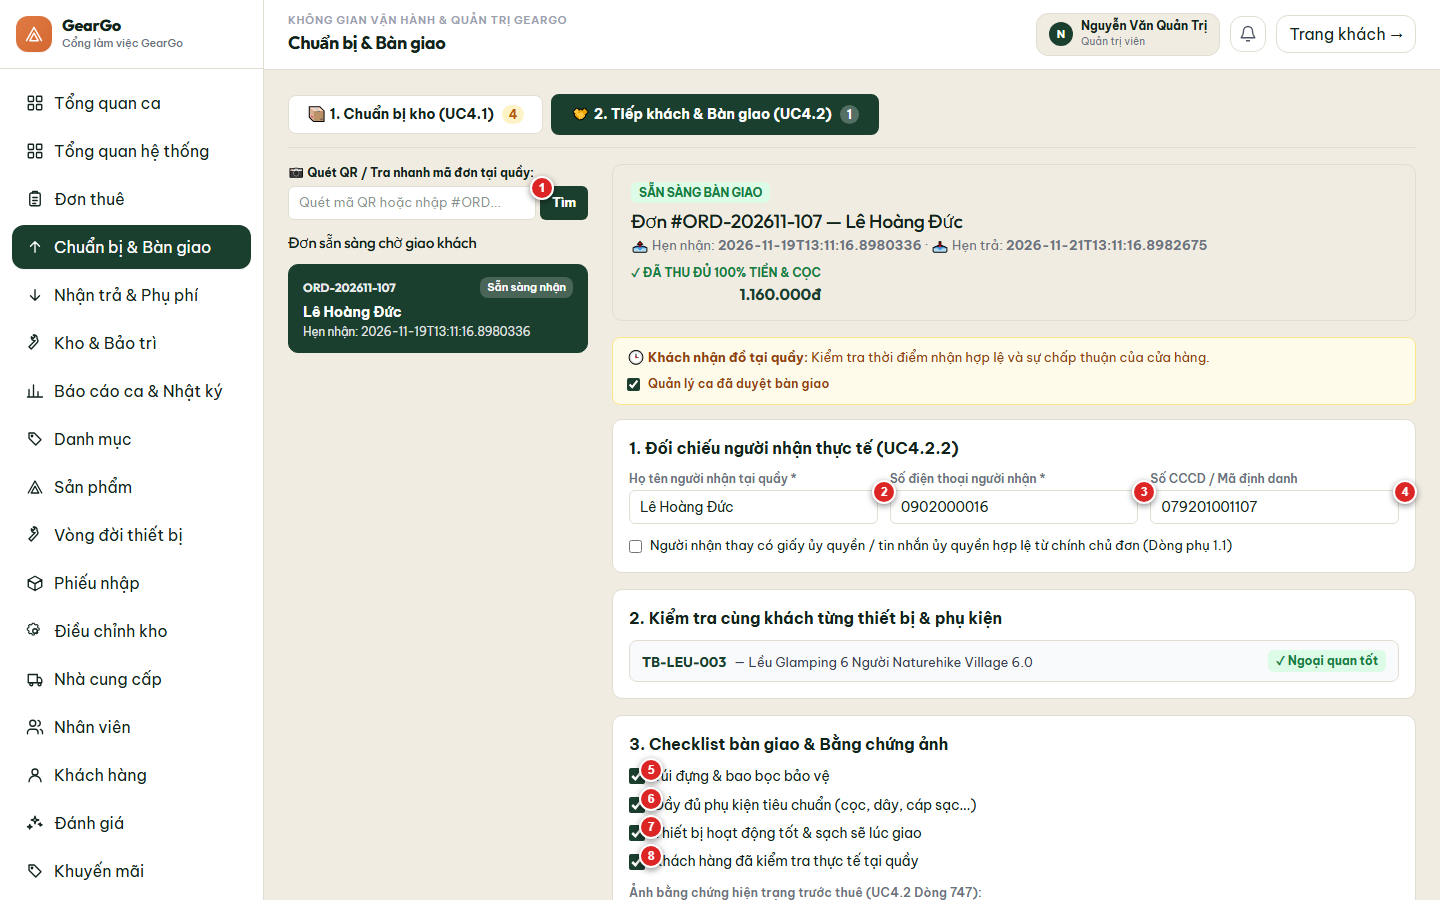 GearGo
Cổng làm việc GearGo
Tổng quan ca
Tổng quan hệ thống
Đơn thuê
Chuẩn bị & Bàn giao
Nhận trả & Phụ phí
Kho & Bảo trì
Báo cáo ca & Nhật ký
Danh mục
Sản phẩm
Vòng đời thiết bị
Phiếu nhập
Điều chỉnh kho
Nhà cung cấp
Nhân viên
Khách hàng
Đánh giá
Khuyến mãi
KHÔNG GIAN VẬN HÀNH & QUẢN TRỊ GEARGO
Chuẩn bị & Bàn giao
N
Nguyễn Văn Quản Trị
Quản trị viên
Trang khách →
1. Chuẩn bị kho (UC4.1) 4
2. Tiếp khách & Bàn giao (UC4.2) 1
Quét QR / Tra nhanh mã đơn tại quầy:
1
Quét mã QR hoặc nhập #ORD...
Tìm
Đơn sẵn sàng chờ giao khách
ORD-202611-107
Sẵn sàng nhận
Lê Hoàng Đức
Hẹn nhận: 2026-11-19T13:11:16.8980336
SẴN SÀNG BÀN GIAO
Đơn #ORD-202611-107 — Lê Hoàng Đức
Hẹn nhận: 2026-11-19T13:11:16.8980336 · Hẹn trả: 2026-11-21T13:11:16.8982675
✓ ĐÃ THU ĐỦ 100% TIỀN & CỌC
1.160.000đ
Khách nhận đồ tại quầy: Kiểm tra thời điểm nhận hợp lệ và sự chấp thuận của cửa hàng.
Quản lý ca đã duyệt bàn giao
1. Đối chiếu người nhận thực tế (UC4.2.2)
Họ tên người nhận tại quầy *
Số điện thoại người nhận *
Số CCCD / Mã định danh
2
3
4
Lê Hoàng Đức
0902000016
079201001107
Người nhận thay có giấy ủy quyền / tin nhắn ủy quyền hợp lệ từ chính chủ đơn (Dòng phụ 1.1)
2. Kiểm tra cùng khách từng thiết bị & phụ kiện
TB-LEU-003 — Lều Glamping 6 Người Naturehike Village 6.0
✓ Ngoại quan tốt
3. Checklist bàn giao & Bằng chứng ảnh
5 úi đựng & bao bọc bảo vệ
6 ầy đủ phụ kiện tiêu chuẩn (cọc, dây, cáp sạc...)
7 hiết bị hoạt động tốt & sạch sẽ lúc giao
8 hách hàng đã kiểm tra thực tế tại quầy
Ảnh bằng chứng hiện trạng trước thuê (UC4.2 Dòng 747):